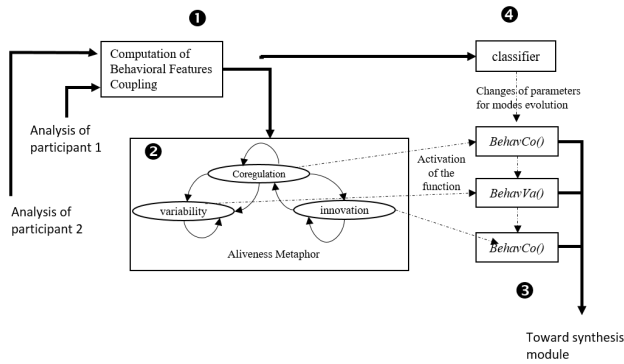 ❶
❹
Computation of
Behavioral Features
Coupling
classifier
Changes of parameters
for modes evolution
Analysis of
participant 1
❷
Coregulation
variability
innovation
Aliveness Metaphor
Activation
of the
function
BehavCo()
BehavVa()
BehavCo()
Analysis of
participant 2
❸
Toward synthesis
module